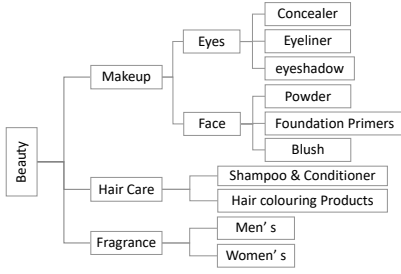 Beauty
Makeup
Eyes
Concealer
Eyeliner
eyeshadow
Face
Powder
Foundation Primers
Blush
Hair Care
Shampoo & Conditioner
Hair colouring Products
Fragrance
Men’ s
Women’ s